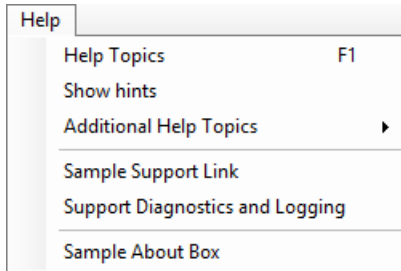 Help
Help Topics F1
Show hints
Additional Help Topics
Sample Support Link
Support Diagnostics and Logging
Sample About Box